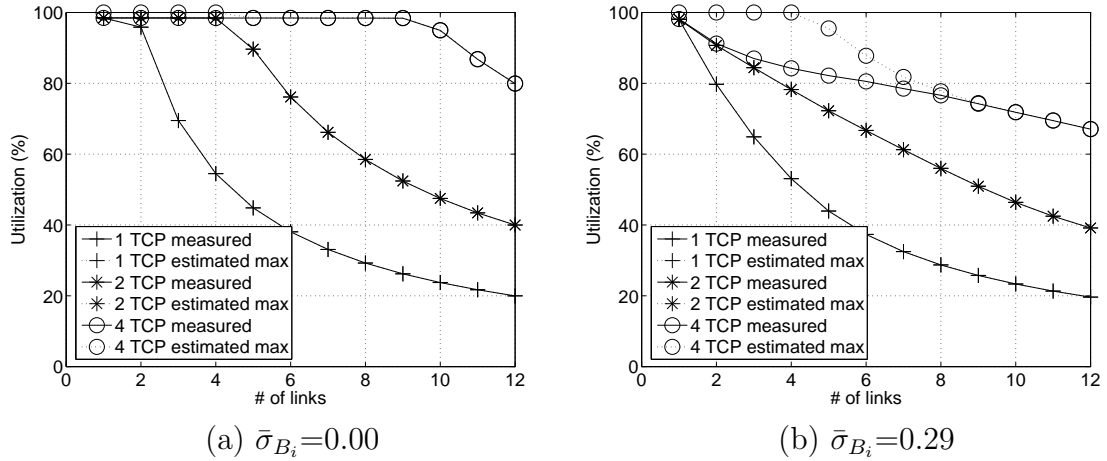 100
80
60
40
20
0
Utilization (%)
1 TCP measured
1 TCP estimated max
2 TCP measured
2 TCP estimated max
4 TCP measured
4 TCP estimated max
0 2 4 6 8 10 12
# of links
(a) σ̄_{B_i}=0.00
100
80
60
40
20
0
Utilization (%)
1 TCP measured
1 TCP estimated max
2 TCP measured
2 TCP estimated max
4 TCP measured
4 TCP estimated max
0 2 4 6 8 10 12
# of links
(b) σ̄_{B_i}=0.29